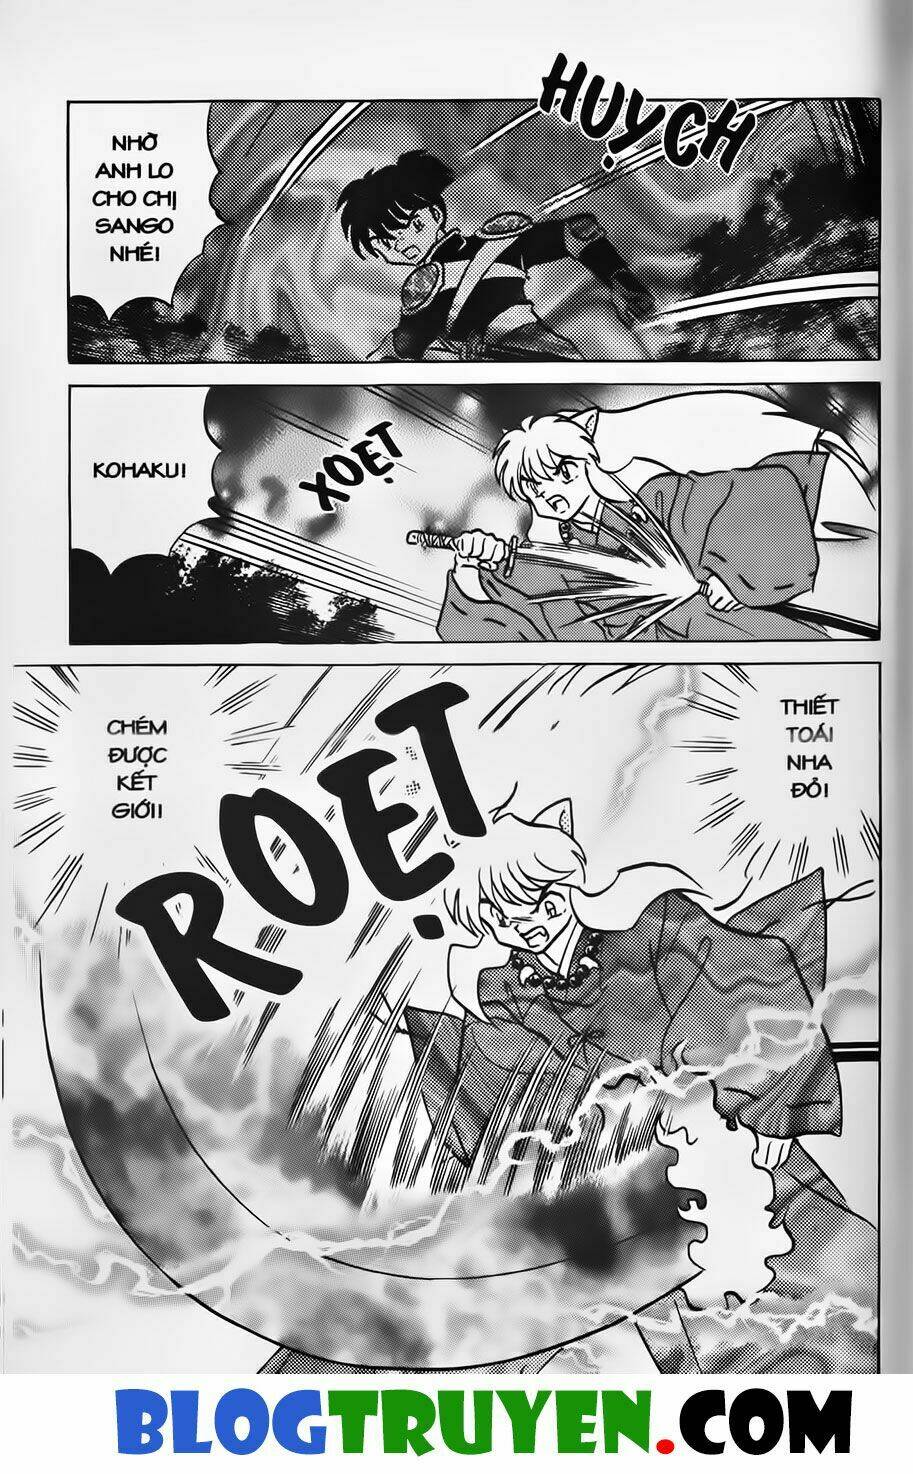 HUỴCH
NHỜ
ANH LO
CHO CHỊ
SANGO
NHÉ!
XOẸT
KOHAKU!
THIẾT
TOÁI
NHA
ĐỎ!
CHÉM
ĐƯỢC
KẾT
GIỚI!
ROẸT
BLOGTRUYEN.COM